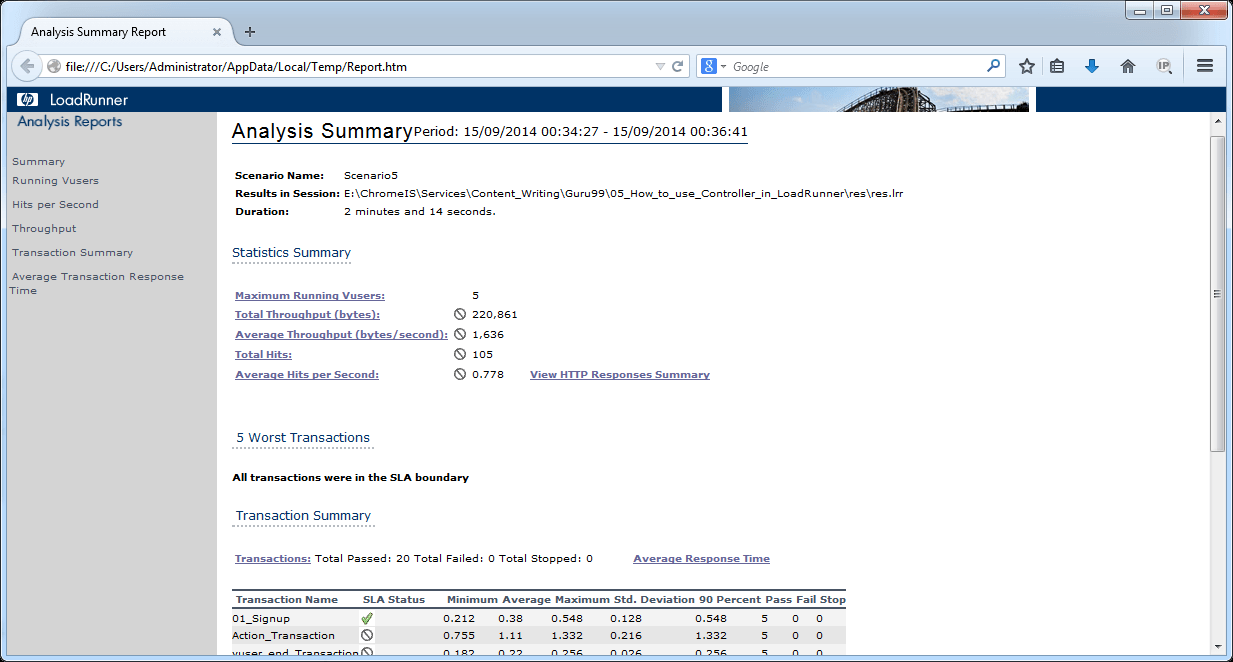 Analysis Summary Report
file:///C:/Users/Administrator/AppData/Local/Temp/Report.htm
Google
hp LoadRunner
Analysis Reports
Summary
Running Vusers
Hits per Second
Throughput
Transaction Summary
Average Transaction Response
Time
Analysis Summary Period: 15/09/2014 00:34:27 - 15/09/2014 00:36:41
Scenario Name: Scenario5
Results in Session: E:\ChromeIS\Services\Content_Writing\Guru99\05_How_to_use_Controller_in_LoadRunner\res\res.lrr
Duration: 2 minutes and 14 seconds.
Statistics Summary
Maximum Running Vusers: 5
Total Throughput (bytes): 220,861
Average Throughput (bytes/second): 1,636
Total Hits: 105
Average Hits per Second: 0.778 View HTTP Responses Summary
5 Worst Transactions
All transactions were in the SLA boundary
Transaction Summary
Transactions: Total Passed: 20 Total Failed: 0 Total Stopped: 0 Average Response Time
Transaction Name SLA Status Minimum Average Maximum Std. Deviation 90 Percent Pass Fail Stop
01_Signup 0.212 0.38 0.548 0.128 0.548 5 0 0
Action_Transaction 0.755 1.11 1.332 0.216 1.332 5 0 0
vuser_end_Transaction 0.182 0.22 0.256 0.026 0.256 5 0 0